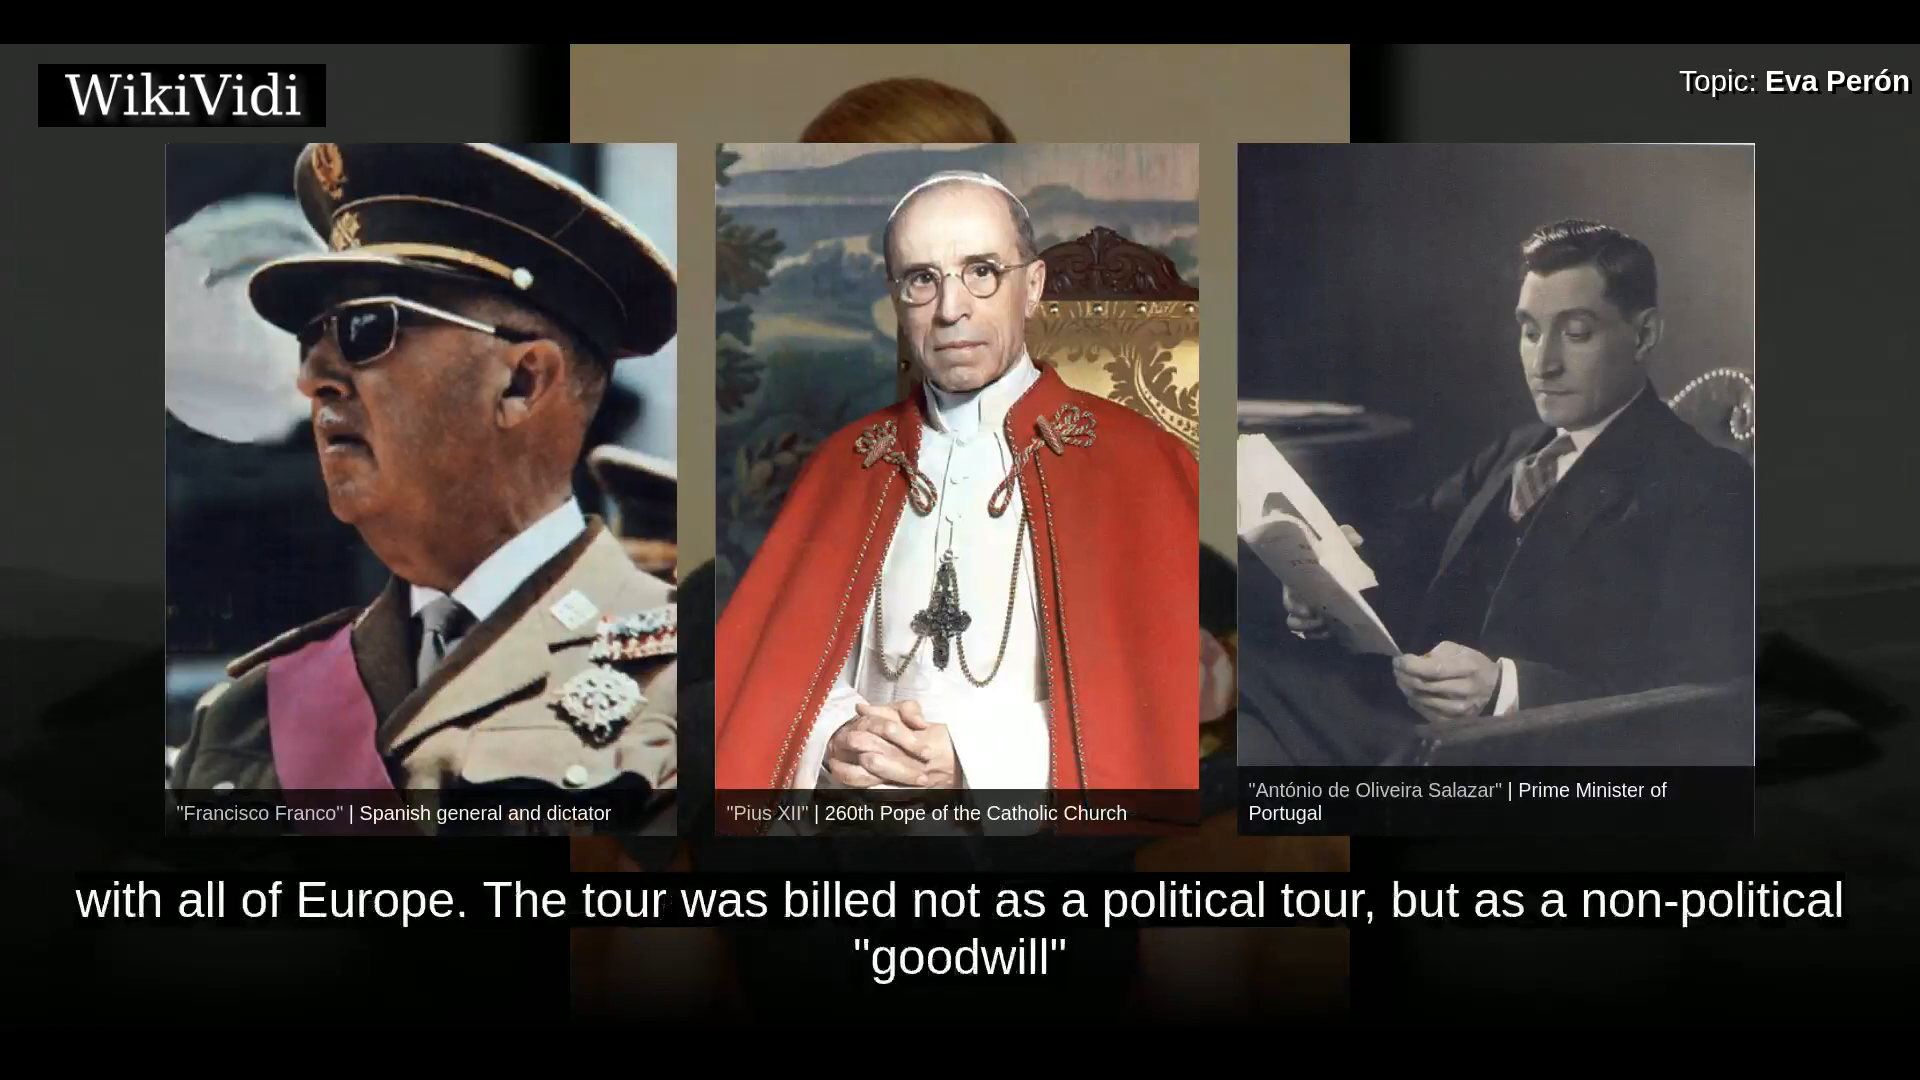 WikiVidi
Topic: Eva Perón
"Francisco Franco" | Spanish general and dictator
"Pius XII" | 260th Pope of the Catholic Church
"António de Oliveira Salazar" | Prime Minister of
Portugal
with all of Europe. The tour was billed not as a political tour, but as a non-political
"goodwill"